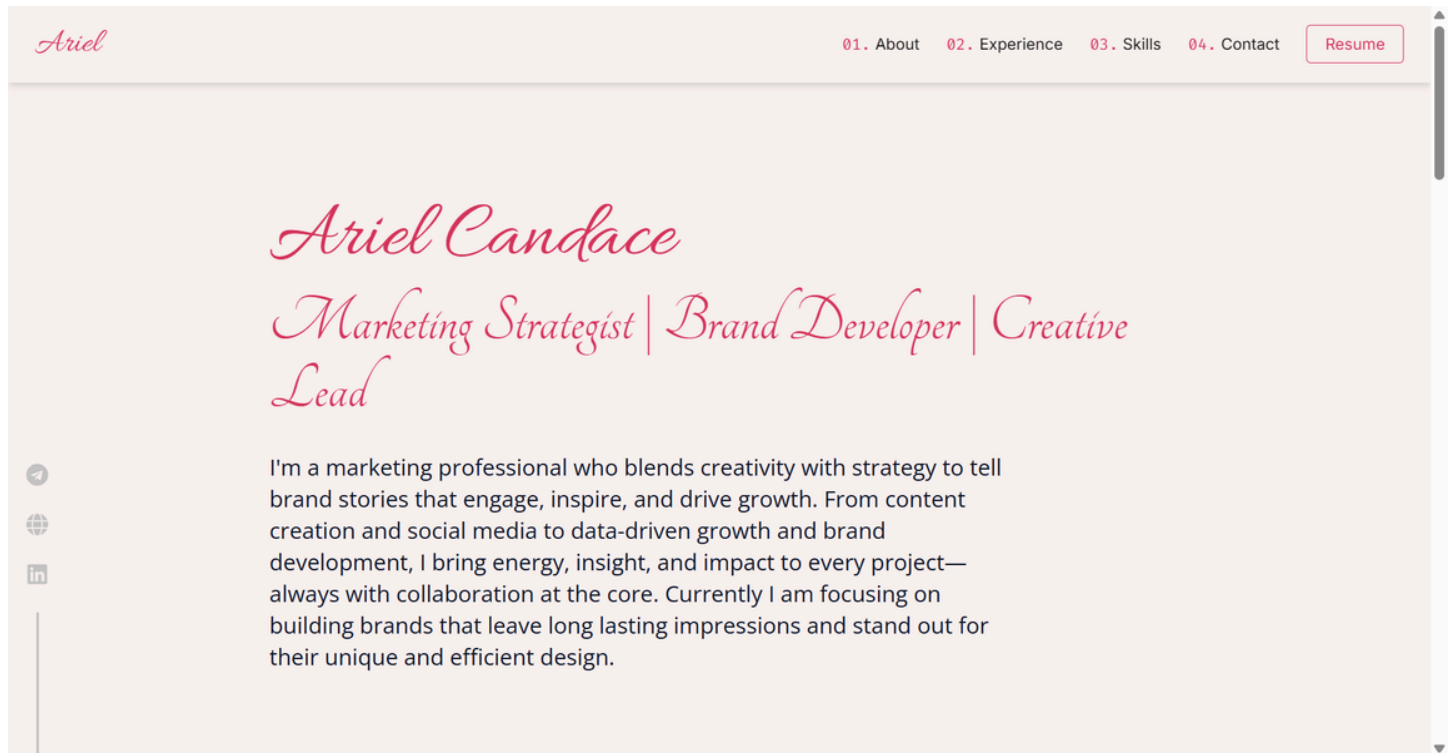 Ariel
01. About 02. Experience 03. Skills 04. Contact Resume
Ariel Candace
Marketing Strategist | Brand Developer | Creative
Lead
I'm a marketing professional who blends creativity with strategy to tell
brand stories that engage, inspire, and drive growth. From content
creation and social media to data-driven growth and brand
development, I bring energy, insight, and impact to every project—
always with collaboration at the core. Currently I am focusing on
building brands that leave long lasting impressions and stand out for
their unique and efficient design.
in